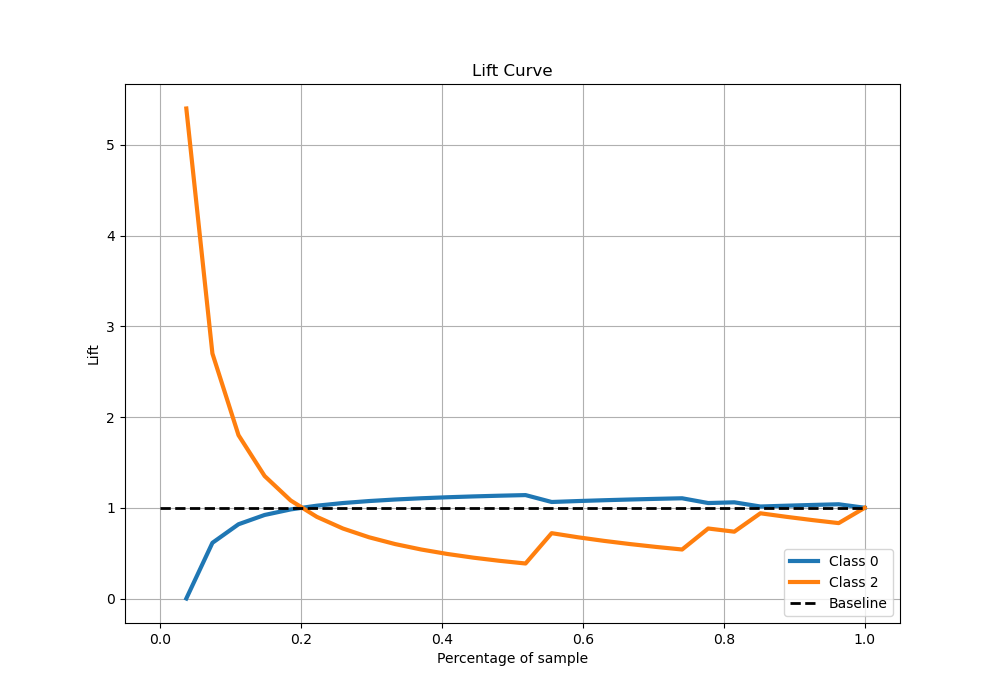 Lift Curve
5
4
3
2
1
0
Lift
0.0 0.2 0.4 0.6 0.8 1.0
Percentage of sample
Class 0
Class 2
Baseline